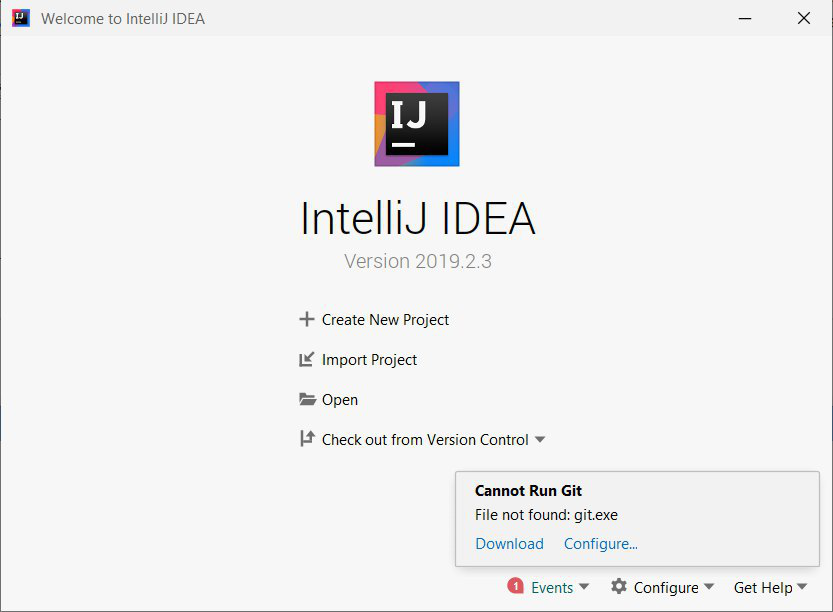 Welcome to IntelliJ IDEA
IJ
IntelliJ IDEA
Version 2019.2.3
Create New Project
Import Project
Open
Check out from Version Control
Cannot Run Git
File not found: git.exe
Download Configure...
1 Events Configure Get Help